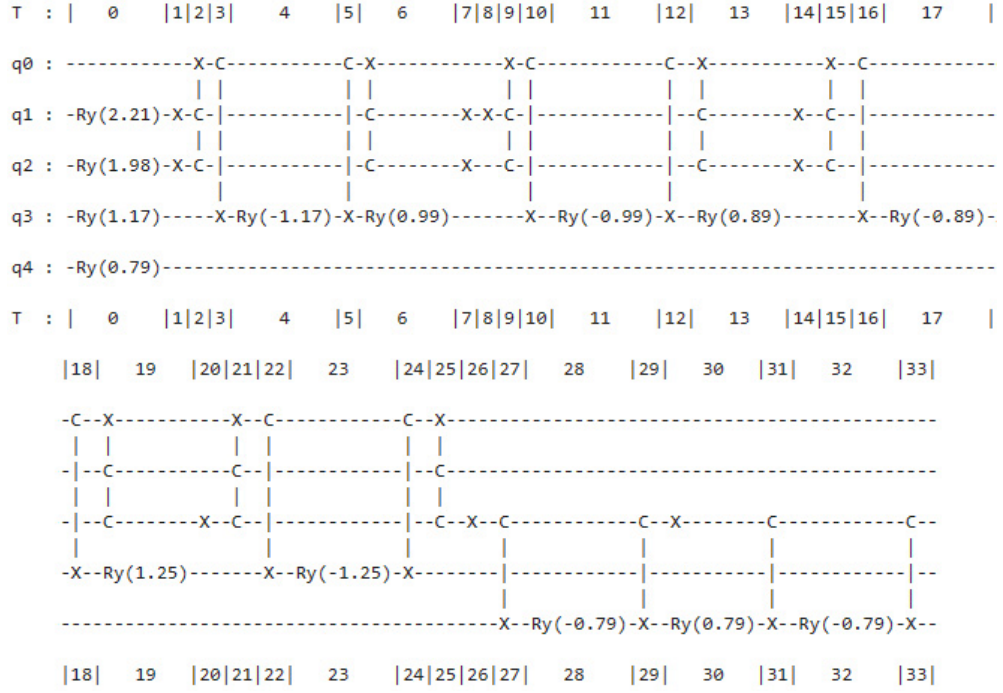 T  : |   0    |1|2|3|    4    |5|   6    |7|8|9|10|   11    |12|   13    |14|15|16|   17    |
q0 : ------------X-C-----------C-X------------X-C------------C--X-----------X--C------------
                 | |           | |            | |            |  |           |  |
q1 : -Ry(2.21)-X-C-|-----------|-C--------X-X-C-|------------|--C--------X--C--|------------
                 | |           | |            | |            |  |           |  |
q2 : -Ry(1.98)-X-C-|-----------|-C--------X---C-|------------|--C--------X--C--|------------
                   |           |                |            |                 |
q3 : -Ry(1.17)-----X-Ry(-1.17)-X-Ry(0.99)-------X--Ry(-0.99)-X--Ry(0.89)-------X--Ry(-0.89)-
q4 : -Ry(0.79)------------------------------------------------------------------------------
T  : |   0    |1|2|3|    4    |5|   6    |7|8|9|10|   11    |12|   13    |14|15|16|   17    |
|18|   19   |20|21|22|   23    |24|25|26|27|   28    |29|   30   |31|   32    |33|
-C--X-----------X--C------------C--X----------------------------------------------
 |  |           |  |            |  |
-|--C-----------C--|------------|--C----------------------------------------------
 |  |           |  |            |  |
-|--C--------X--C--|------------|--C--X--C------------C--X--------C------------C--
 |                 |            |        |            |           |            |
-X--Ry(1.25)-------X--Ry(-1.25)-X--------|------------|-----------|------------|--
                                         |            |           |            |
-----------------------------------------X--Ry(-0.79)-X--Ry(0.79)-X--Ry(-0.79)-X--
|18|   19   |20|21|22|   23    |24|25|26|27|   28    |29|   30   |31|   32    |33|